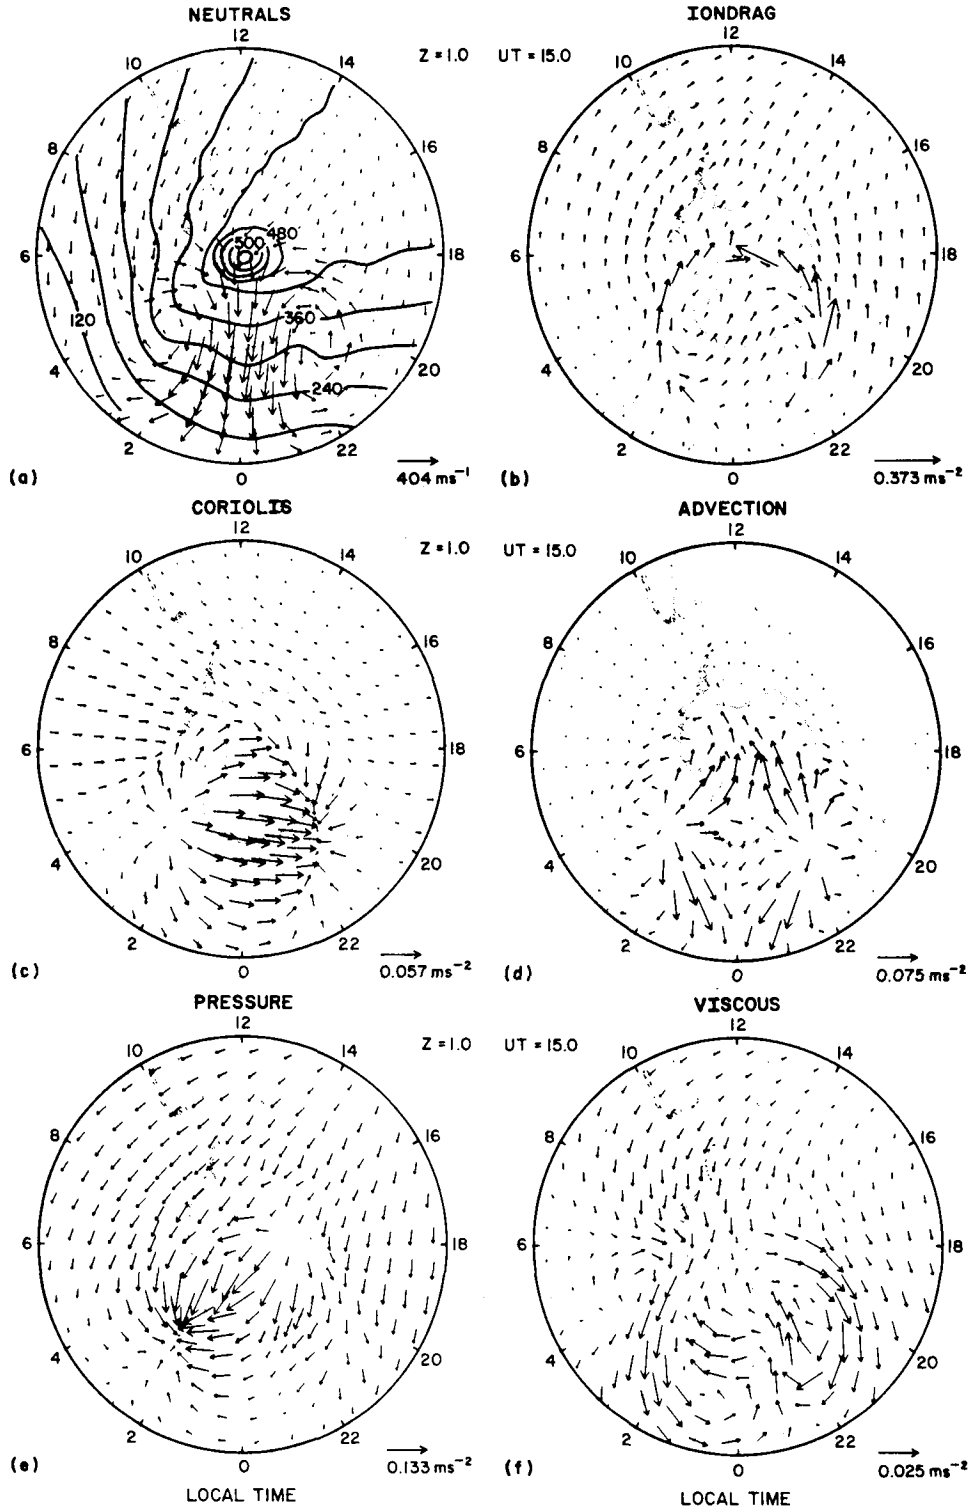 NEUTRALS
12
10
14
8
16
6
18
4
20
2
22
0
Z = 1.0
500
480
360
240
120
(a)
404 ms⁻¹
IONDRAG
UT = 15.0
12
10
14
8
16
6
18
4
20
2
22
0
(b)
0.373 ms⁻²
CORIOLIS
12
10
14
8
16
6
18
4
20
2
22
0
Z = 1.0
(c)
0.057 ms⁻²
ADVECTION
UT = 15.0
12
10
14
8
16
6
18
4
20
2
22
0
(d)
0.075 ms⁻²
PRESSURE
12
10
14
8
16
6
18
4
20
2
22
0
Z = 1.0
(e)
0.133 ms⁻²
LOCAL TIME
VISCOUS
UT = 15.0
12
10
14
8
16
6
18
4
20
2
22
0
(f)
0.025 ms⁻²
LOCAL TIME